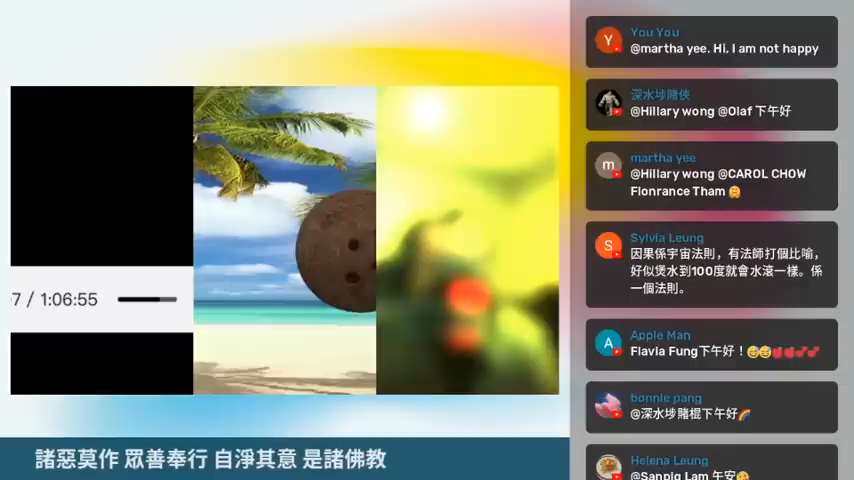 You You
@martha yee. Hi, I am not happy
深水埗賭侠
@Hillary wong @Olaf 下午好
martha yee
@Hillary wong @CAROL CHOW
Flonrance Tham 🤗
Sylvia Leung
因果係宇宙法則，有法師打個比喻，
好似煲水到100度就會水滾一樣。係
一個法則。
Apple Man
Flavia Fung下午好！😄😄🍎🍎💕💕
bonnie pang
@深水埗賭棍下午好🌈
Helena Leung
@Sanpig Lam 午安
7 / 1:06:55
諸惡莫作 眾善奉行 自淨其意 是諸佛教